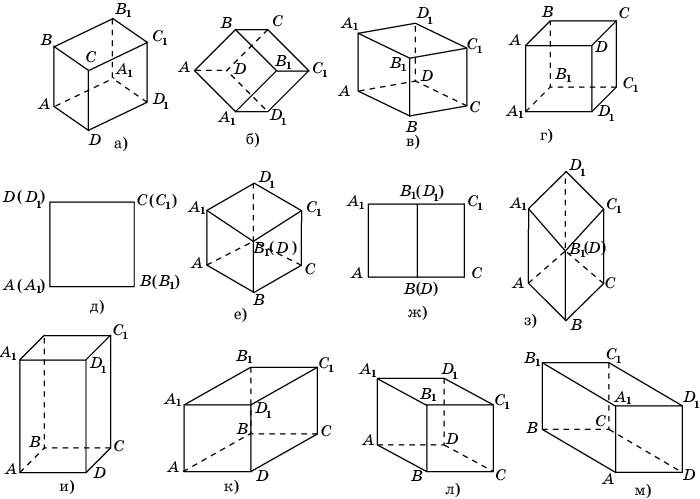 B B₁ C C₁ A A₁ D D₁
а)
B C A D B₁ C₁ A₁ D₁
б)
D₁ A₁ C₁ B₁ D A C B
в)
B C A D B₁ C₁ A₁ D₁
г)
D(D₁) C(C₁)
A(A₁) B(B₁)
д)
D₁ A₁ C₁ B₁(D) A C B
е)
B₁(D₁)
A₁ C₁
A C
B(D)
ж)
D₁ A₁ C₁ B₁(D) A C B
з)
C₁ A₁ D₁ B C A D
и)
B₁ C₁ A₁ D₁ B C A D
к)
A₁ D₁ B₁ C₁ A D B C
л)
B₁ C₁ A₁ D₁ B C A D
м)